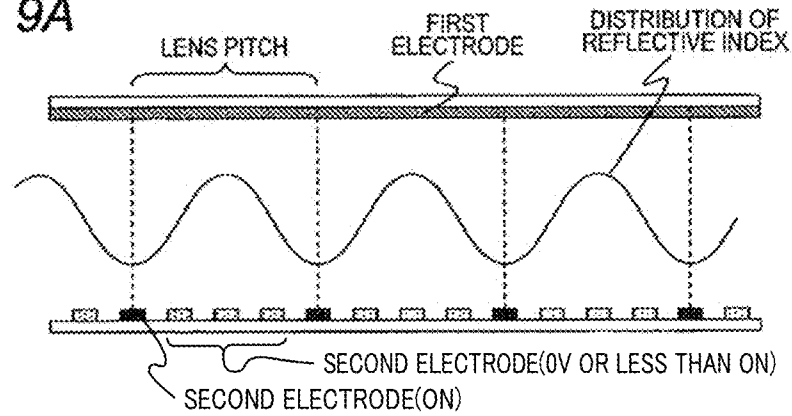 9A
LENS PITCH
FIRST
ELECTRODE
DISTRIBUTION OF
REFLECTIVE INDEX
SECOND ELECTRODE(0V OR LESS THAN ON)
SECOND ELECTRODE(ON)